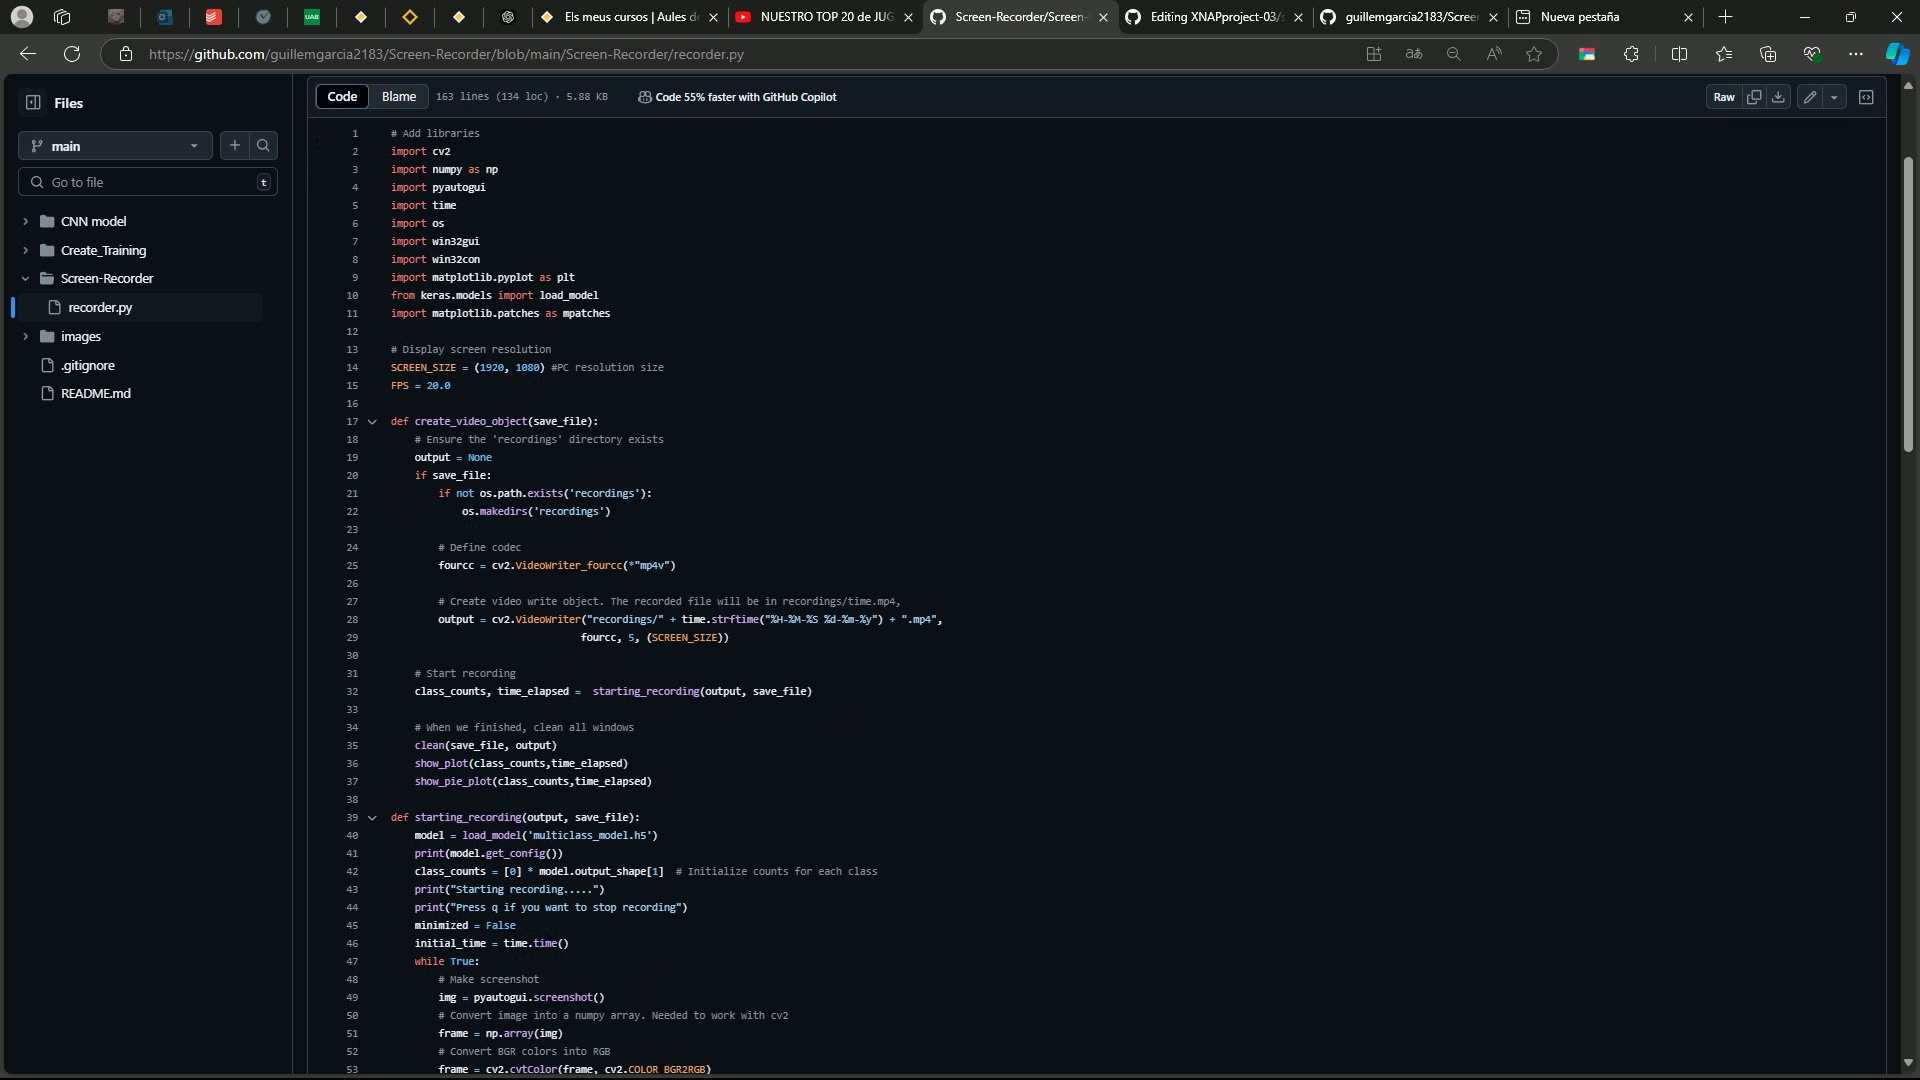 UAB
Els meus cursos | Aules d
NUESTRO TOP 20 de JUG
Screen-Recorder/Screen-
Editing XNAPproject-03/s
guillemgarcia2183/Scree
Nueva pestaña
https://github.com/guillemgarcia2183/Screen-Recorder/blob/main/Screen-Recorder/recorder.py
aあ
Files
Code
Blame
163 lines (134 loc) · 5.88 KB
Code 55% faster with GitHub Copilot
Raw
main
Go to file
t
CNN model
Create_Training
Screen-Recorder
recorder.py
images
.gitignore
README.md
1 # Add libraries
2 import cv2
3 import numpy as np
4 import pyautogui
5 import time
6 import os
7 import win32gui
8 import win32con
9 import matplotlib.pyplot as plt
10 from keras.models import load_model
11 import matplotlib.patches as mpatches
12
13 # Display screen resolution
14 SCREEN_SIZE = (1920, 1080) #PC resolution size
15 FPS = 20.0
16
17 def create_video_object(save_file):
18 # Ensure the 'recordings' directory exists
19 output = None
20 if save_file:
21 if not os.path.exists('recordings'):
22 os.makedirs('recordings')
23
24 # Define codec
25 fourcc = cv2.VideoWriter_fourcc(*"mp4v")
26
27 # Create video write object. The recorded file will be in recordings/time.mp4,
28 output = cv2.VideoWriter("recordings/" + time.strftime("%H-%M-%S %d-%m-%y") + ".mp4",
29 fourcc, 5, (SCREEN_SIZE))
30
31 # Start recording
32 class_counts, time_elapsed =  starting_recording(output, save_file)
33
34 # When we finished, clean all windows
35 clean(save_file, output)
36 show_plot(class_counts,time_elapsed)
37 show_pie_plot(class_counts,time_elapsed)
38
39 def starting_recording(output, save_file):
40 model = load_model('multiclass_model.h5')
41 print(model.get_config())
42 class_counts = [0] * model.output_shape[1]  # Initialize counts for each class
43 print("Starting recording.....")
44 print("Press q if you want to stop recording")
45 minimized = False
46 initial_time = time.time()
47 while True:
48 # Make screenshot
49 img = pyautogui.screenshot()
50 # Convert image into a numpy array. Needed to work with cv2
51 frame = np.array(img)
52 # Convert BGR colors into RGB
53 frame = cv2.cvtColor(frame, cv2.COLOR_BGR2RGB)